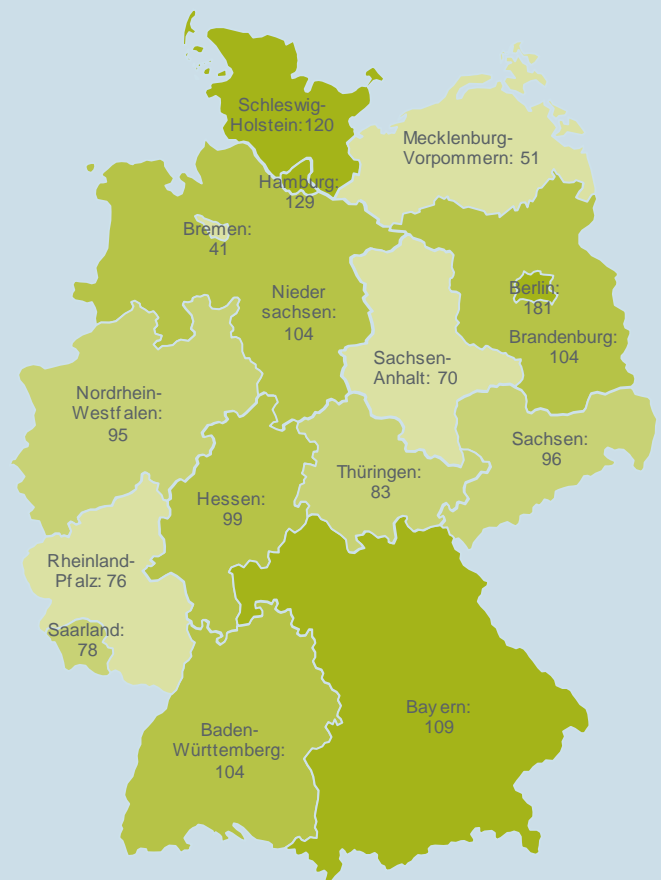 Schleswig-
Holstein:120
Mecklenburg-
Vorpommern: 51
Hamburg:
129
Bremen:
41
Nieder
sachsen:
104
Berlin:
181
Brandenburg:
104
Sachsen-
Anhalt: 70
Nordrhein-
Westfalen:
95
Sachsen:
96
Thüringen:
83
Hessen:
99
Rheinland-
Pfalz: 76
Saarland:
78
Bayern:
109
Baden-
Württemberg:
104